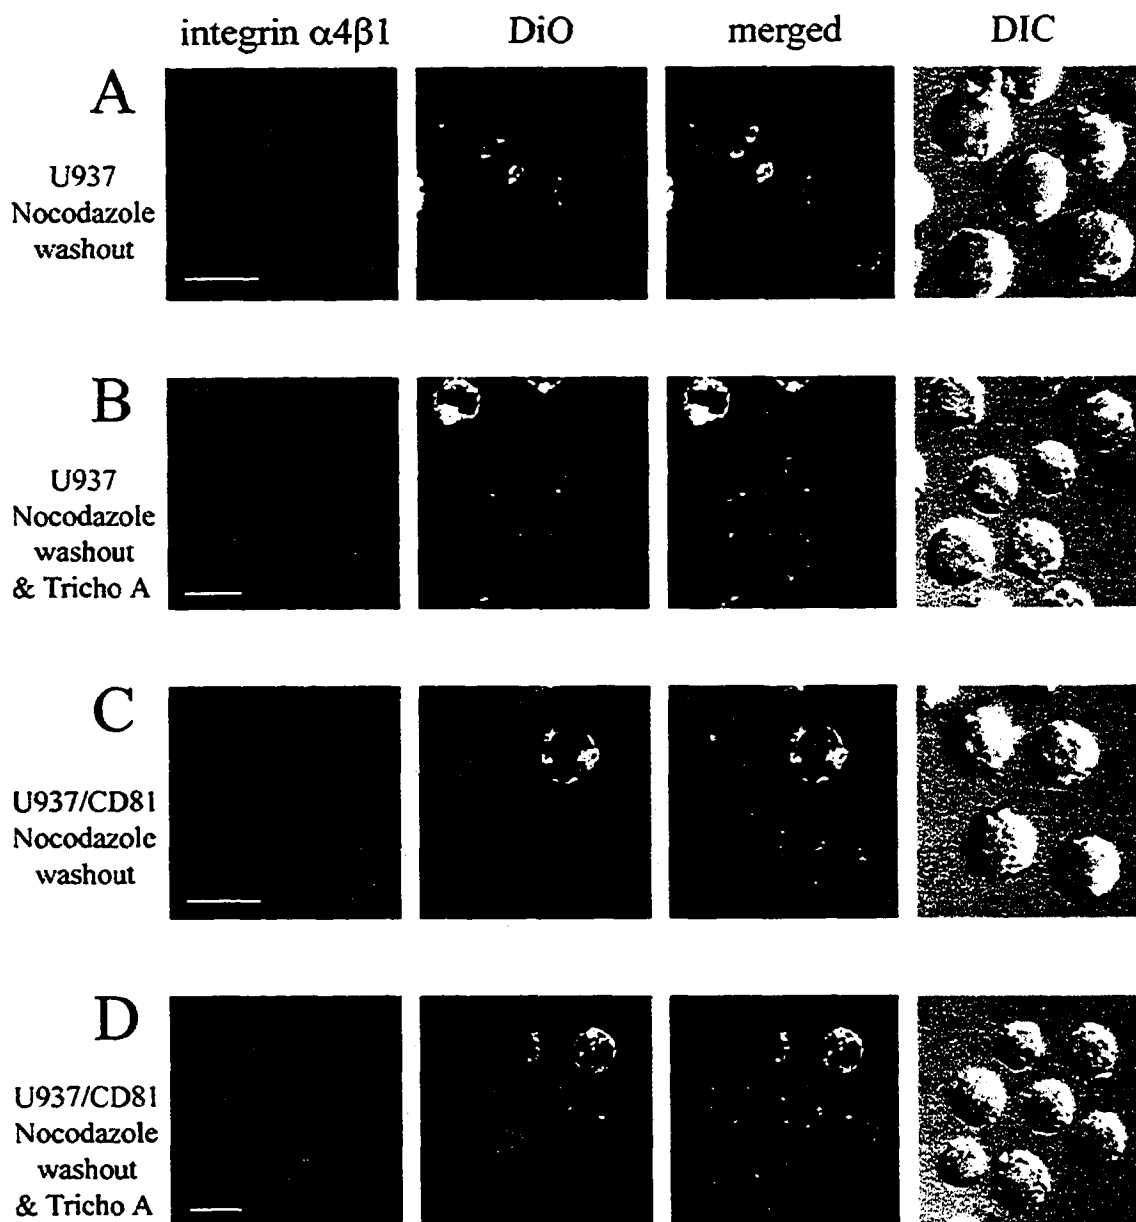 integrin α4β1 DiO merged DIC
A
U937
Nocodazole
washout
B
U937
Nocodazole
washout
& Tricho A
C
U937/CD81
Nocodazole
washout
D
U937/CD81
Nocodazole
washout
& Tricho A